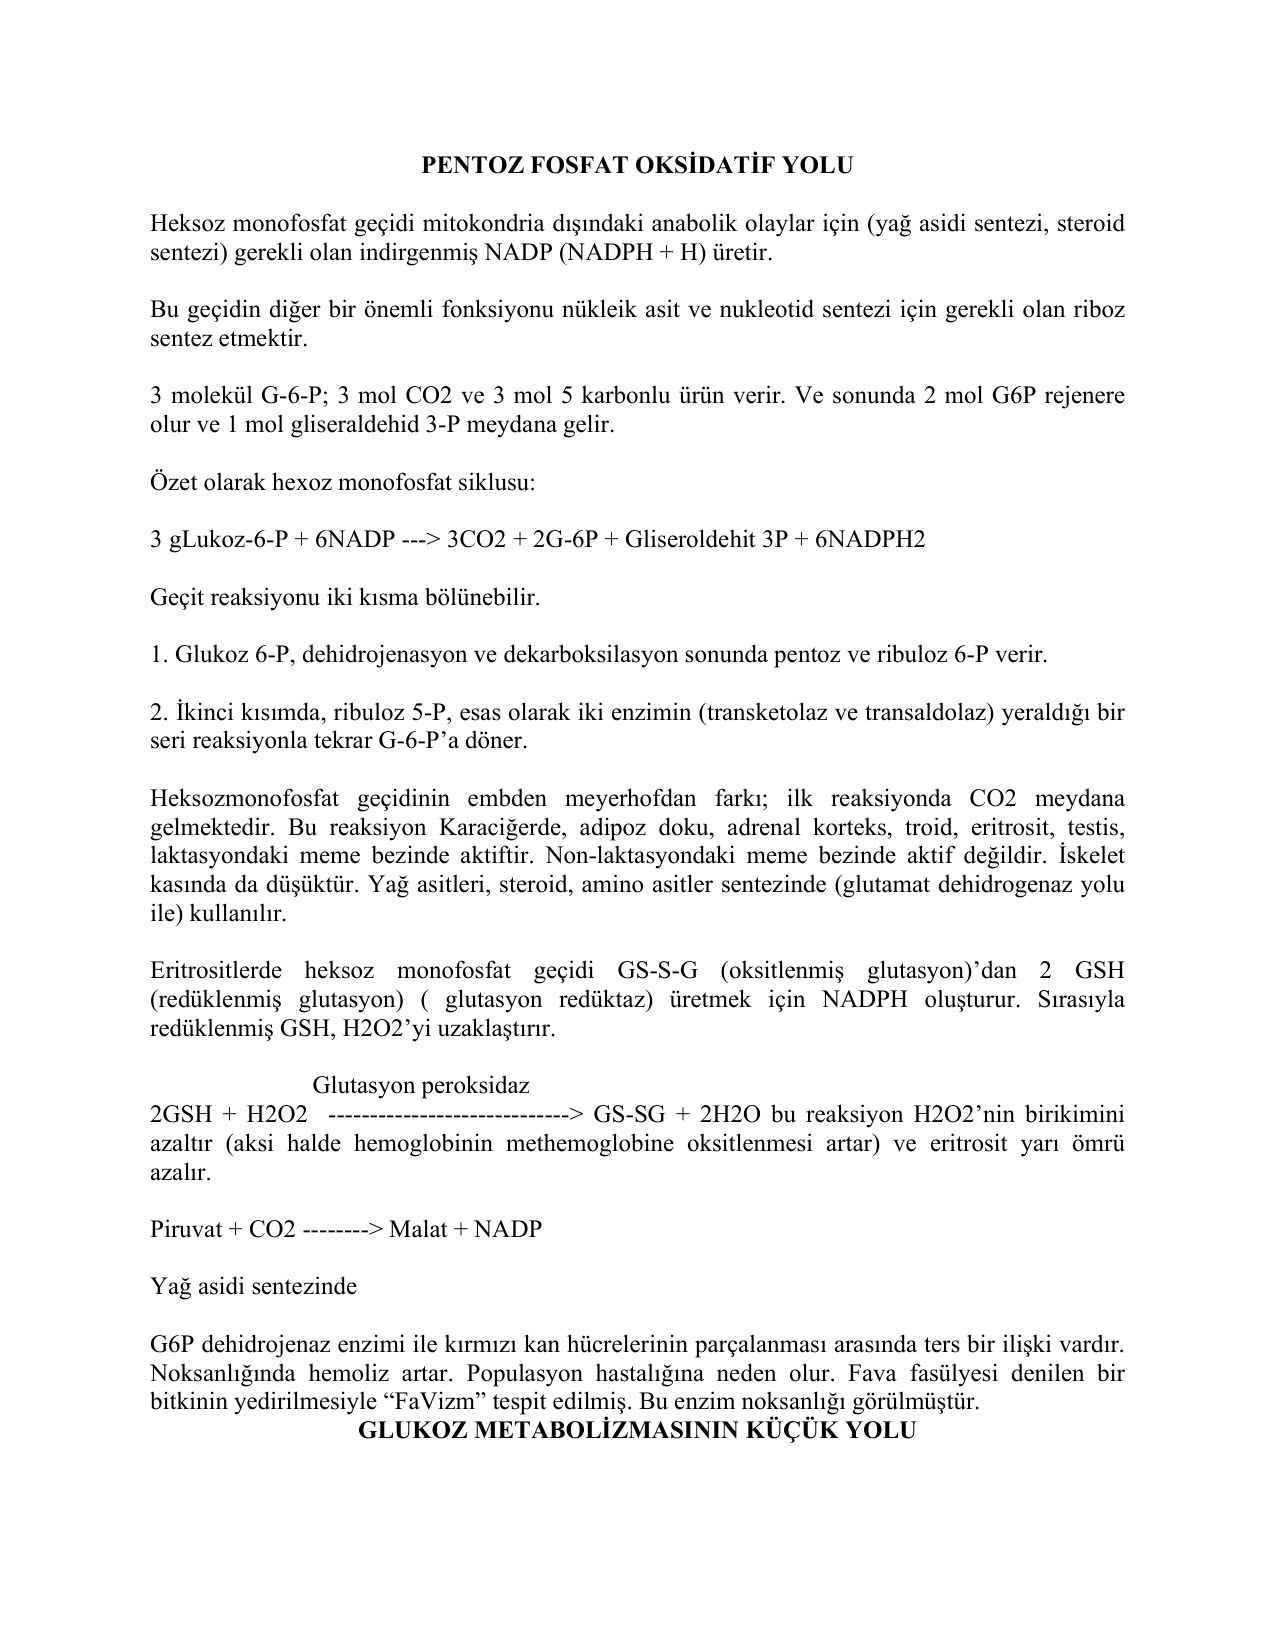 PENTOZ FOSFAT OKSİDATİF YOLU
Heksoz monofosfat geçidi mitokondria dışındaki anabolik olaylar için (yağ asidi sentezi, steroid
sentezi) gerekli olan indirgenmiş NADP (NADPH + H) üretir.
Bu geçidin diğer bir önemli fonksiyonu nükleik asit ve nukleotid sentezi için gerekli olan riboz
sentez etmektir.
3 molekül G-6-P; 3 mol CO2 ve 3 mol 5 karbonlu ürün verir. Ve sonunda 2 mol G6P rejenere
olur ve 1 mol gliseraldehid 3-P meydana gelir.
Özet olarak hexoz monofosfat siklusu:
3 gLukoz-6-P + 6NADP ---> 3CO2 + 2G-6P + Gliseroldehit 3P + 6NADPH2
Geçit reaksiyonu iki kısma bölünebilir.
1. Glukoz 6-P, dehidrojenasyon ve dekarboksilasyon sonunda pentoz ve ribuloz 6-P verir.
2. İkinci kısımda, ribuloz 5-P, esas olarak iki enzimin (transketolaz ve transaldolaz) yeraldığı bir
seri reaksiyonla tekrar G-6-P’a döner.
Heksozmonofosfat geçidinin embden meyerhofdan farkı; ilk reaksiyonda CO2 meydana
gelmektedir. Bu reaksiyon Karaciğerde, adipoz doku, adrenal korteks, troid, eritrosit, testis,
laktasyondaki meme bezinde aktiftir. Non-laktasyondaki meme bezinde aktif değildir. İskelet
kasında da düşüktür. Yağ asitleri, steroid, amino asitler sentezinde (glutamat dehidrogenaz yolu
ile) kullanılır.
Eritrositlerde heksoz monofosfat geçidi GS-S-G (oksitlenmiş glutasyon)’dan 2 GSH
(redüklenmiş glutasyon) ( glutasyon redüktaz) üretmek için NADPH oluşturur. Sırasıyla
redüklenmiş GSH, H2O2’yi uzaklaştırır.
Glutasyon peroksidaz
2GSH + H2O2 -----------------------------> GS-SG + 2H2O bu reaksiyon H2O2’nin birikimini
azaltır (aksi halde hemoglobinin methemoglobine oksitlenmesi artar) ve eritrosit yarı ömrü
azalır.
Piruvat + CO2 --------> Malat + NADP
Yağ asidi sentezinde
G6P dehidrojenaz enzimi ile kırmızı kan hücrelerinin parçalanması arasında ters bir ilişki vardır.
Noksanlığında hemoliz artar. Populasyon hastalığına neden olur. Fava fasülyesi denilen bir
bitkinin yedirilmesiyle “FaVizm” tespit edilmiş. Bu enzim noksanlığı görülmüştür.
GLUKOZ METABOLİZMASININ KÜÇÜK YOLU